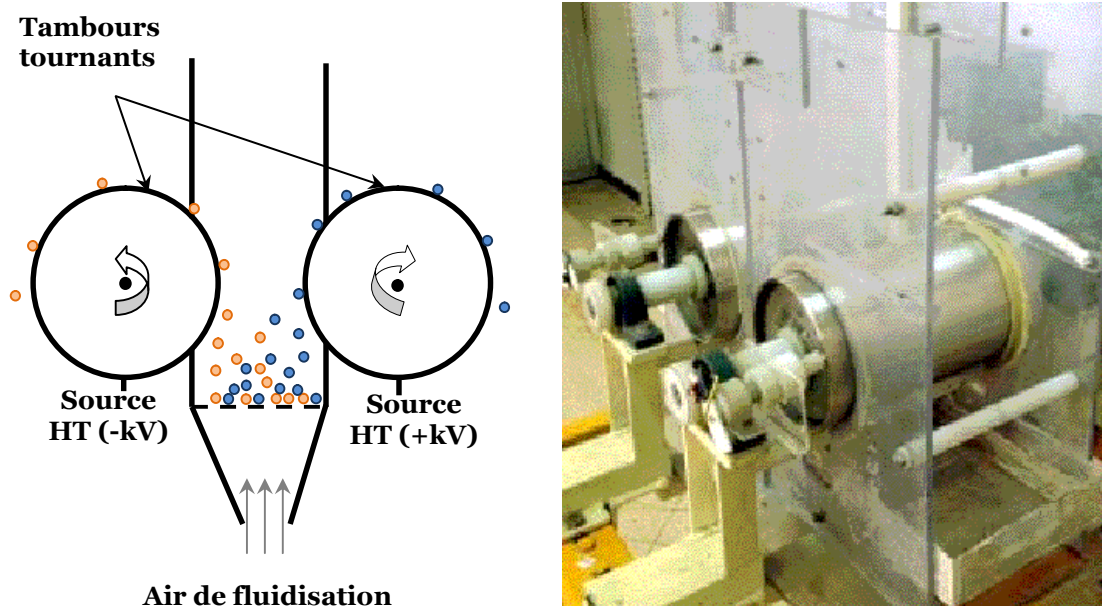 Tambours
tournants
Source
HT (-kV)
Source
HT (+kV)
Air de fluidisation